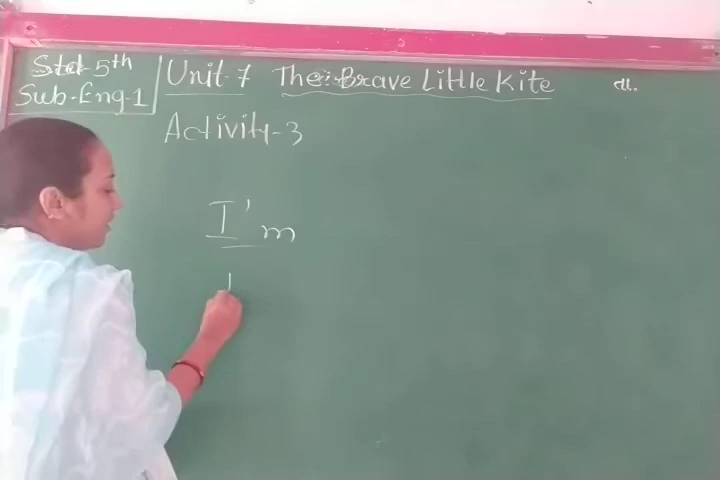 Std-5th
Sub-Eng-1
Unit-7 The Brave Little Kite
તા.
Activity-3
I'm